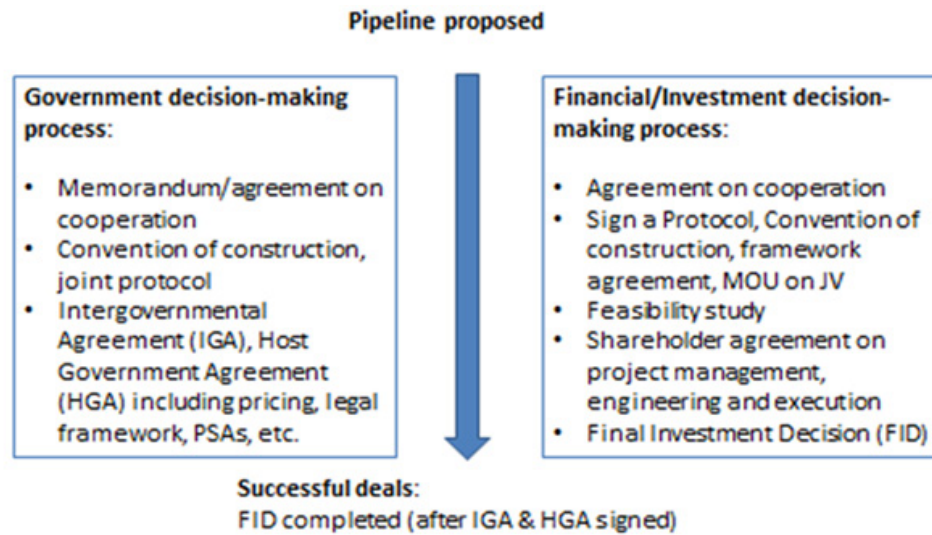 Pipeline proposed
Government decision-making
process:
• Memorandum/agreement on
cooperation
• Convention of construction,
joint protocol
• Intergovernmental
Agreement (IGA), Host
Government Agreement
(HGA) including pricing, legal
framework, PSAs, etc.
Financial/Investment decision-
making process:
• Agreement on cooperation
• Sign a Protocol, Convention of
construction, framework
agreement, MOU on JV
• Feasibility study
• Shareholder agreement on
project management,
engineering and execution
• Final Investment Decision (FID)
Successful deals:
FID completed (after IGA & HGA signed)